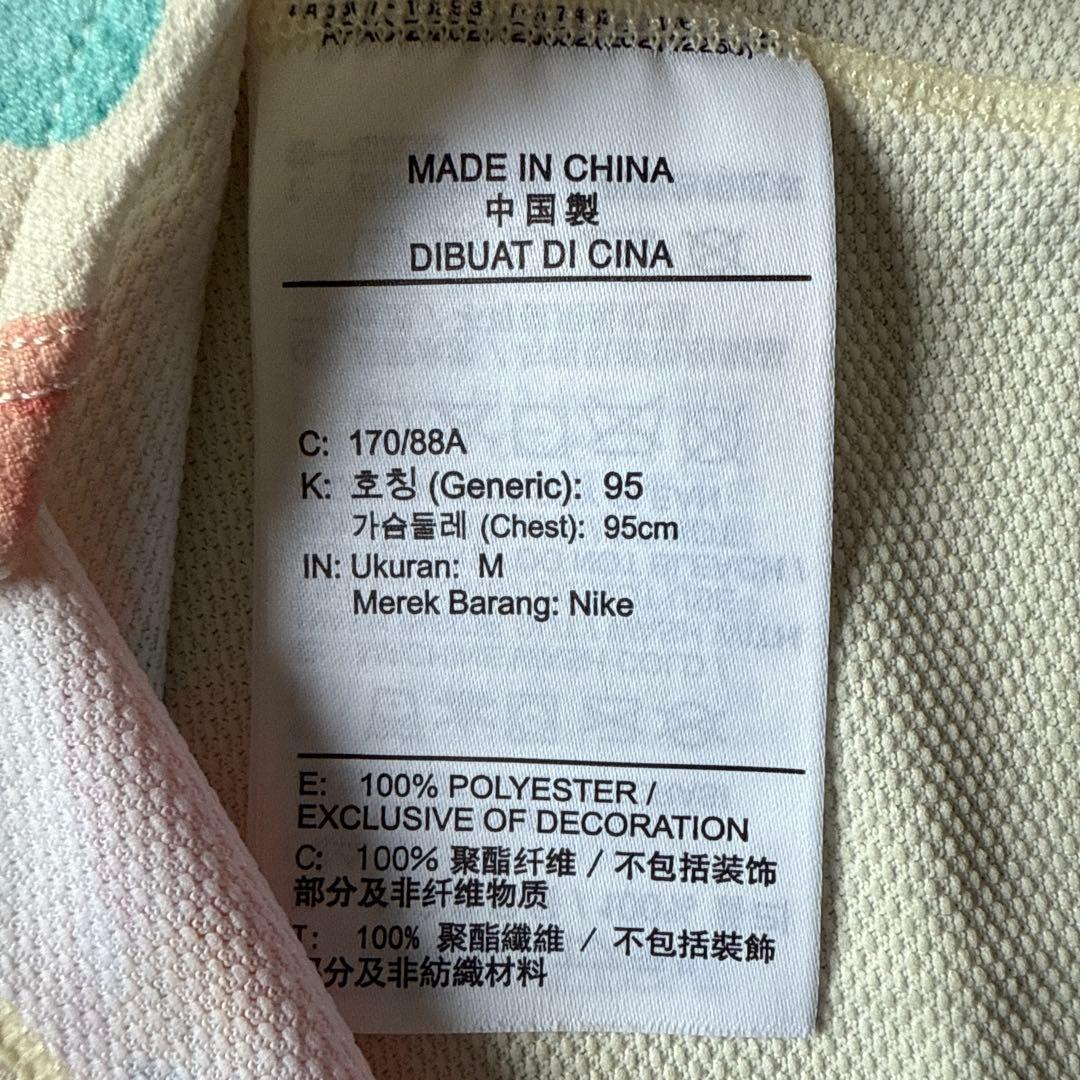 MADE IN CHINA
中国製
DIBUAT DI CINA
C: 170/88A
K: 호칭 (Generic): 95
가슴둘레 (Chest): 95cm
IN: Ukuran: M
Merek Barang: Nike
E: 100% POLYESTER /
EXCLUSIVE OF DECORATION
C: 100% 聚酯纤维 / 不包括装饰
部分及非纤维物质
T: 100% 聚酯纖維 / 不包括裝飾
部分及非紡織材料